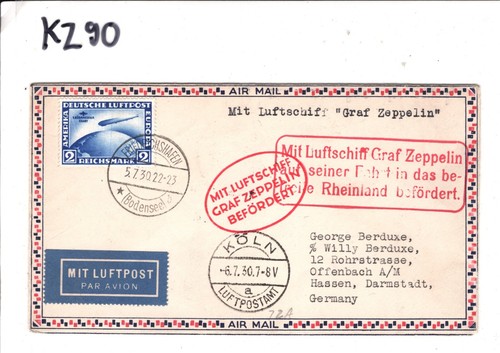 KZ90
AIR MAIL
DEUTSCHE LUFTPOST
AMERIKA
EUROPA
2 REICHSMARK 2
FRIEDRICHSHAFEN
5.7.30.22-23
(Bodensee)
Mit Luftschiff "Graf Zeppelin"
MIT LUFTSCHIFF
GRAF ZEPPELIN
BEFÖRDERT
Mit Luftschiff Graf Zeppelin
auf seiner Fahrt in das be-
freite Rheinland befördert.
KÖLN
-6.7.30.7-8V
a
LUFTPOSTAMT
George Berduxe,
% Willy Berduxe,
12 Rohrstrasse,
Offenbach A/M
Hassen, Darmstadt,
Germany
MIT LUFTPOST
PAR AVION
AIR MAIL